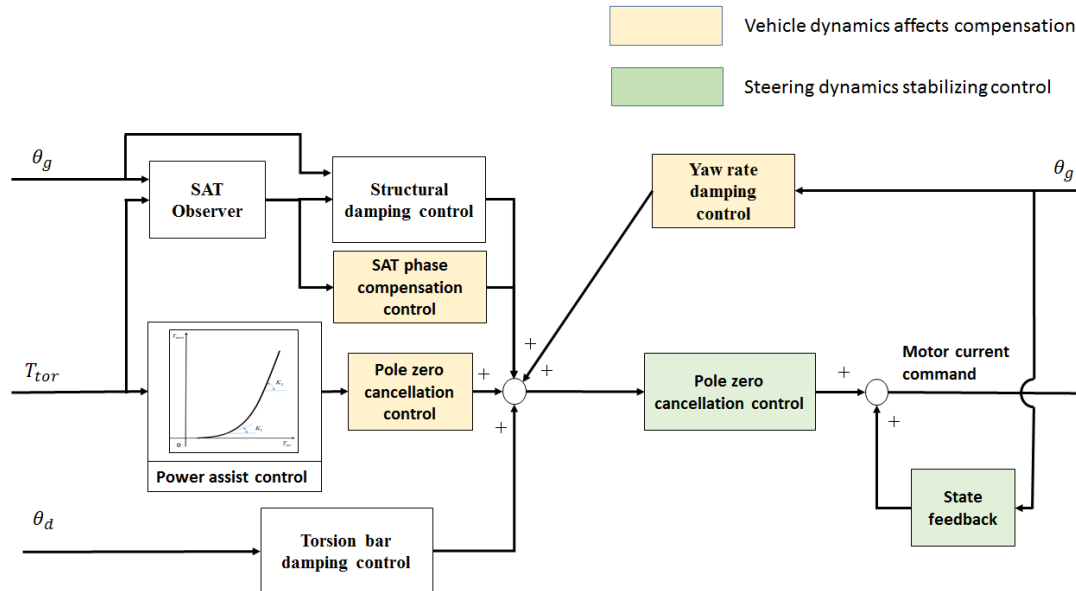 Vehicle dynamics affects compensation
Steering dynamics stabilizing control
θg
SAT
Observer
Structural
damping control
Yaw rate
damping
control
θg
SAT phase
compensation
control
+
+
Ttor
K2
K1
O
Power assist control
Pole zero
cancellation
control
+
+
Pole zero
cancellation control
+
Motor current
command
+
θd
Torsion bar
damping control
State
feedback